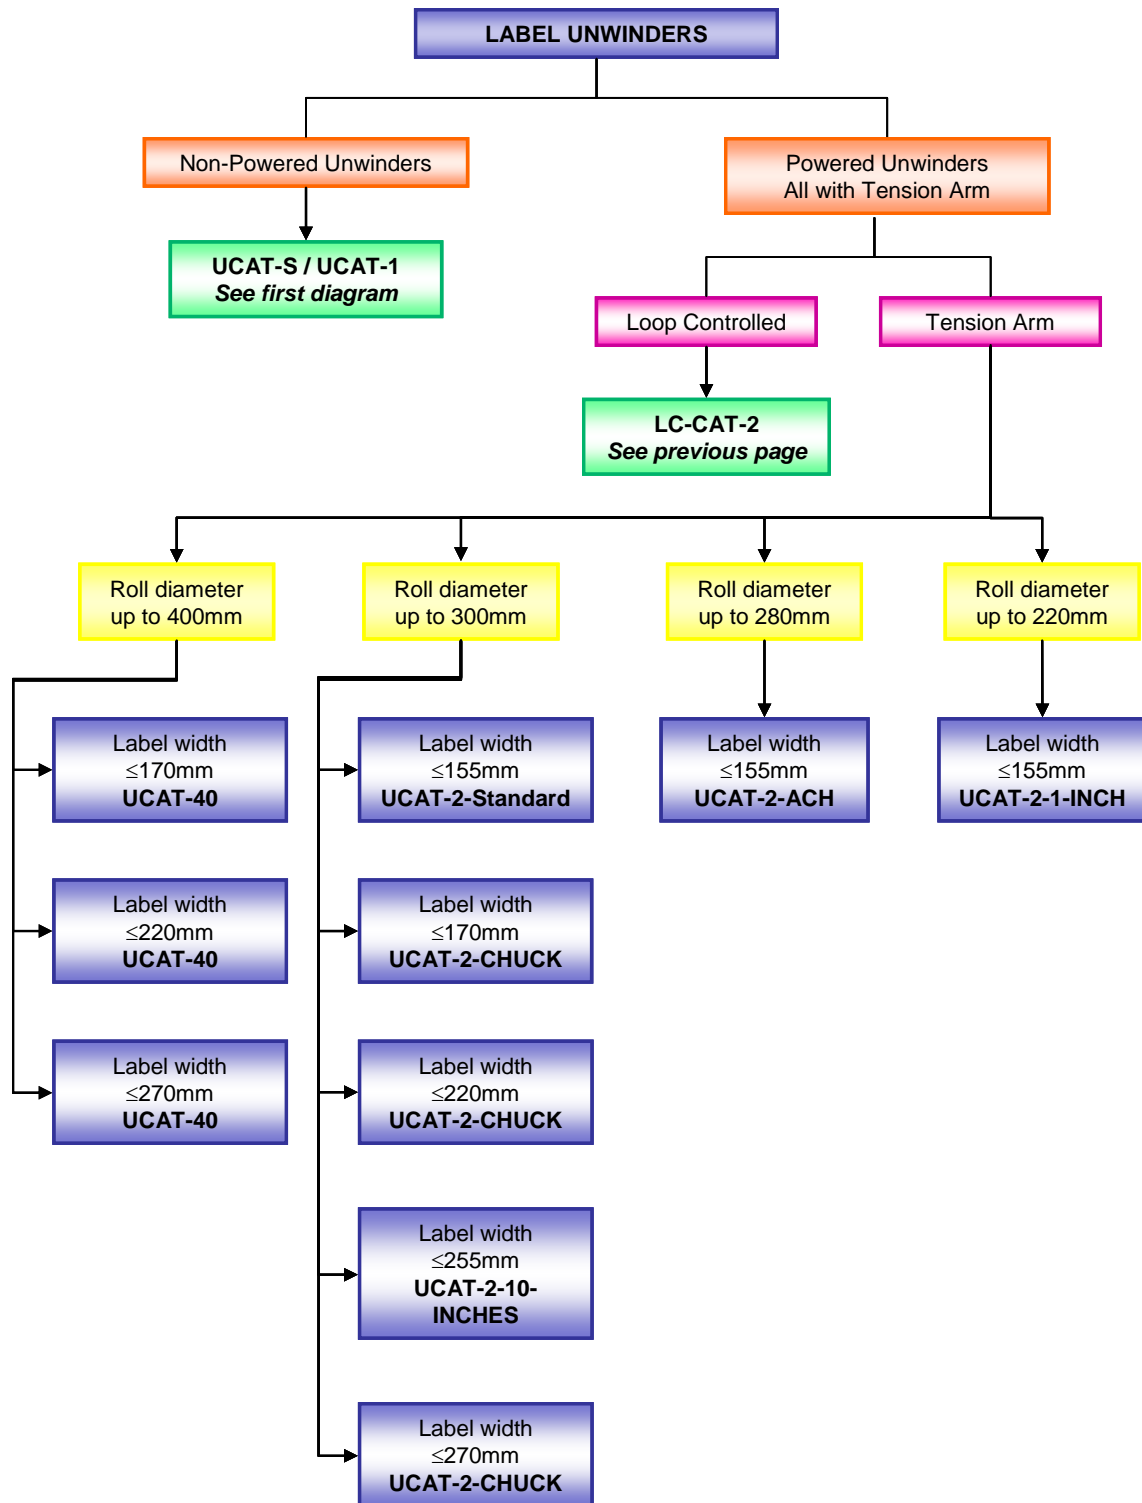 LABEL UNWINDERS
Non-Powered Unwinders
Powered Unwinders
All with Tension Arm
UCAT-S / UCAT-1
See first diagram
Loop Controlled
Tension Arm
LC-CAT-2
See previous page
Roll diameter
up to 400mm
Roll diameter
up to 300mm
Roll diameter
up to 280mm
Roll diameter
up to 220mm
Label width
≤170mm
UCAT-40
Label width
≤155mm
UCAT-2-Standard
Label width
≤155mm
UCAT-2-ACH
Label width
≤155mm
UCAT-2-1-INCH
Label width
≤220mm
UCAT-40
Label width
≤170mm
UCAT-2-CHUCK
Label width
≤270mm
UCAT-40
Label width
≤220mm
UCAT-2-CHUCK
Label width
≤255mm
UCAT-2-10-
INCHES
Label width
≤270mm
UCAT-2-CHUCK